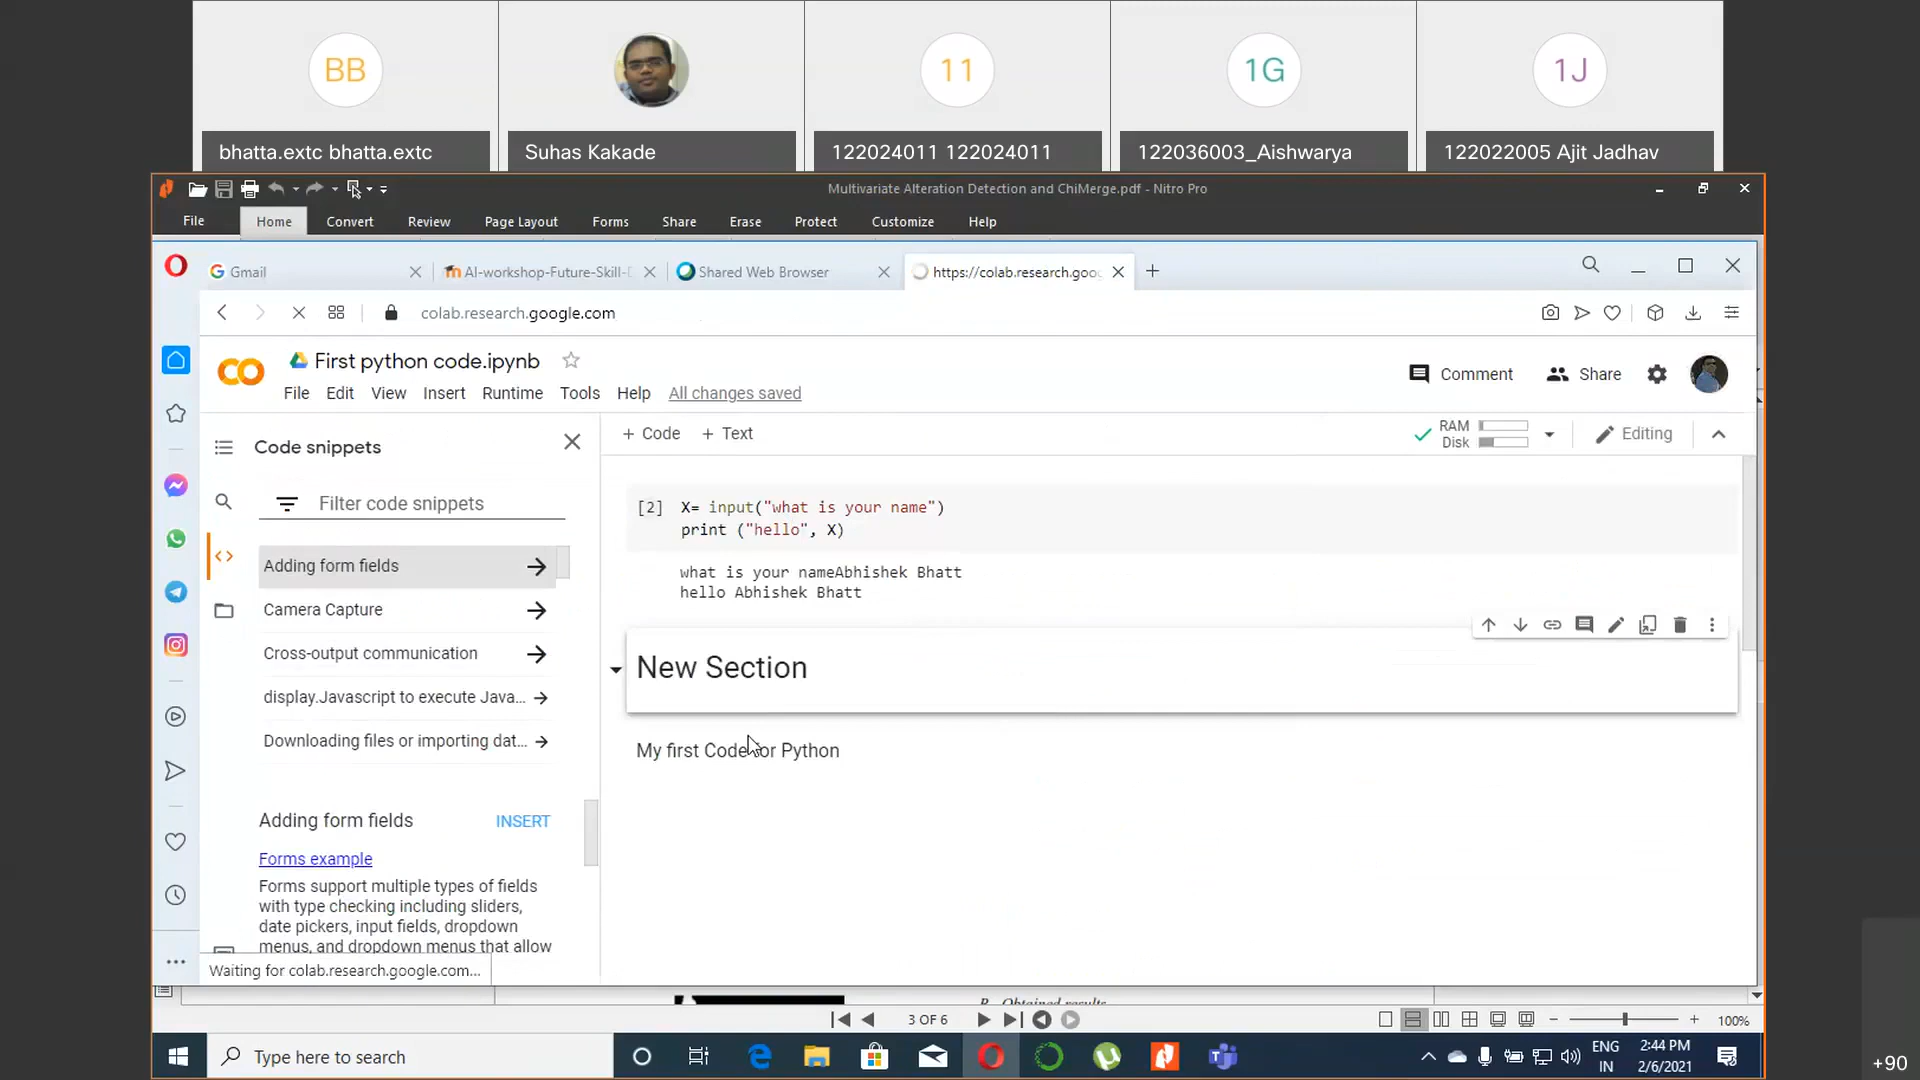 BB
11
1G
1J
bhatta.extc bhatta.extc
Suhas Kakade
122024011 122024011
122036003_Aishwarya
122022005 Ajit Jadhav
Multivariate Alteration Detection and ChiMerge.pdf - Nitro Pro
File Home Convert Review Page Layout Forms Share Erase Protect Customize Help
Gmail
AI-workshop-Future-Skill-
Shared Web Browser
https://colab.research.goog
colab.research.google.com
First python code.ipynb
Comment
Share
File Edit View Insert Runtime Tools Help All changes saved
Code snippets
+ Code + Text
RAM
Disk
Editing
Filter code snippets
[2] X= input("what is your name")
print ("hello", X)
what is your nameAbhishek Bhatt
hello Abhishek Bhatt
Adding form fields
Camera Capture
Cross-output communication
display.Javascript to execute Java...
Downloading files or importing dat...
New Section
My first Code or Python
Adding form fields INSERT
Forms example
Forms support multiple types of fields
with type checking including sliders,
date pickers, input fields, dropdown
menus, and dropdown menus that allow
Waiting for colab.research.google.com...
B. Obtained results
3 OF 6
100%
Type here to search
ENG
IN
2:44 PM
2/6/2021
+90